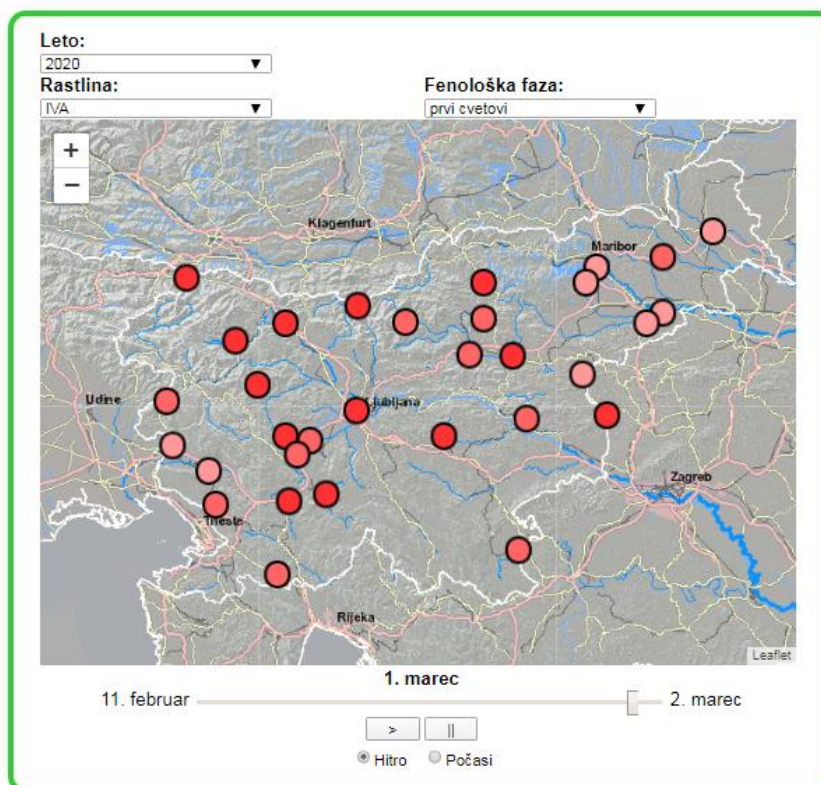 Leto:
2020 ▼
Rastlina:
Fenološka faza:
IVA ▼
prvi cvetovi ▼
+
−
Klagenfurt
Maribor
Udine
Ljubljana
Zagreb
Trieste
Rijeka
Leaflet
1. marec
11. februar
2. marec
>
||
Hitro
Počasi